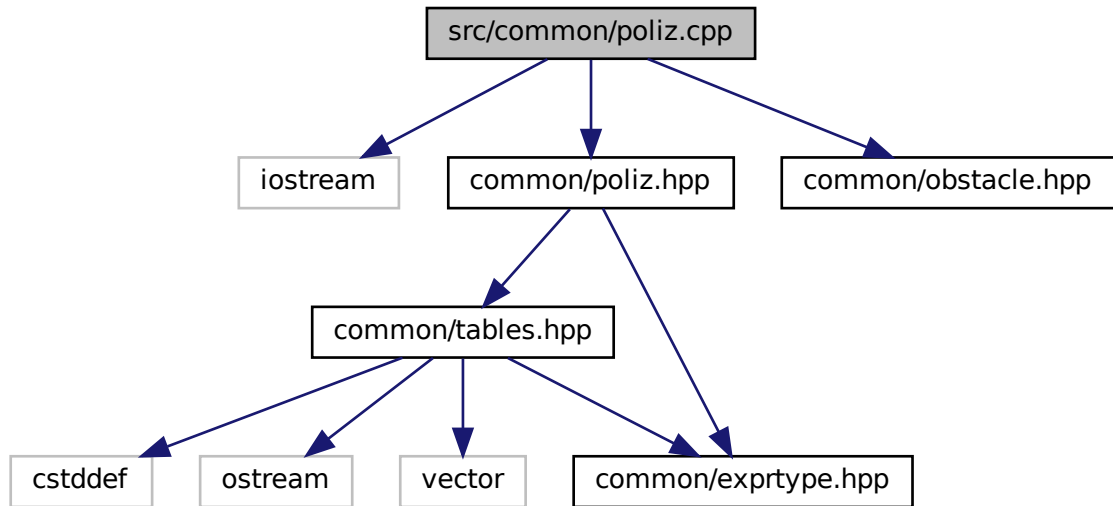 src/common/poliz.cpp
iostream
common/poliz.hpp
common/obstacle.hpp
common/tables.hpp
cstddef
ostream
vector
common/exprtype.hpp